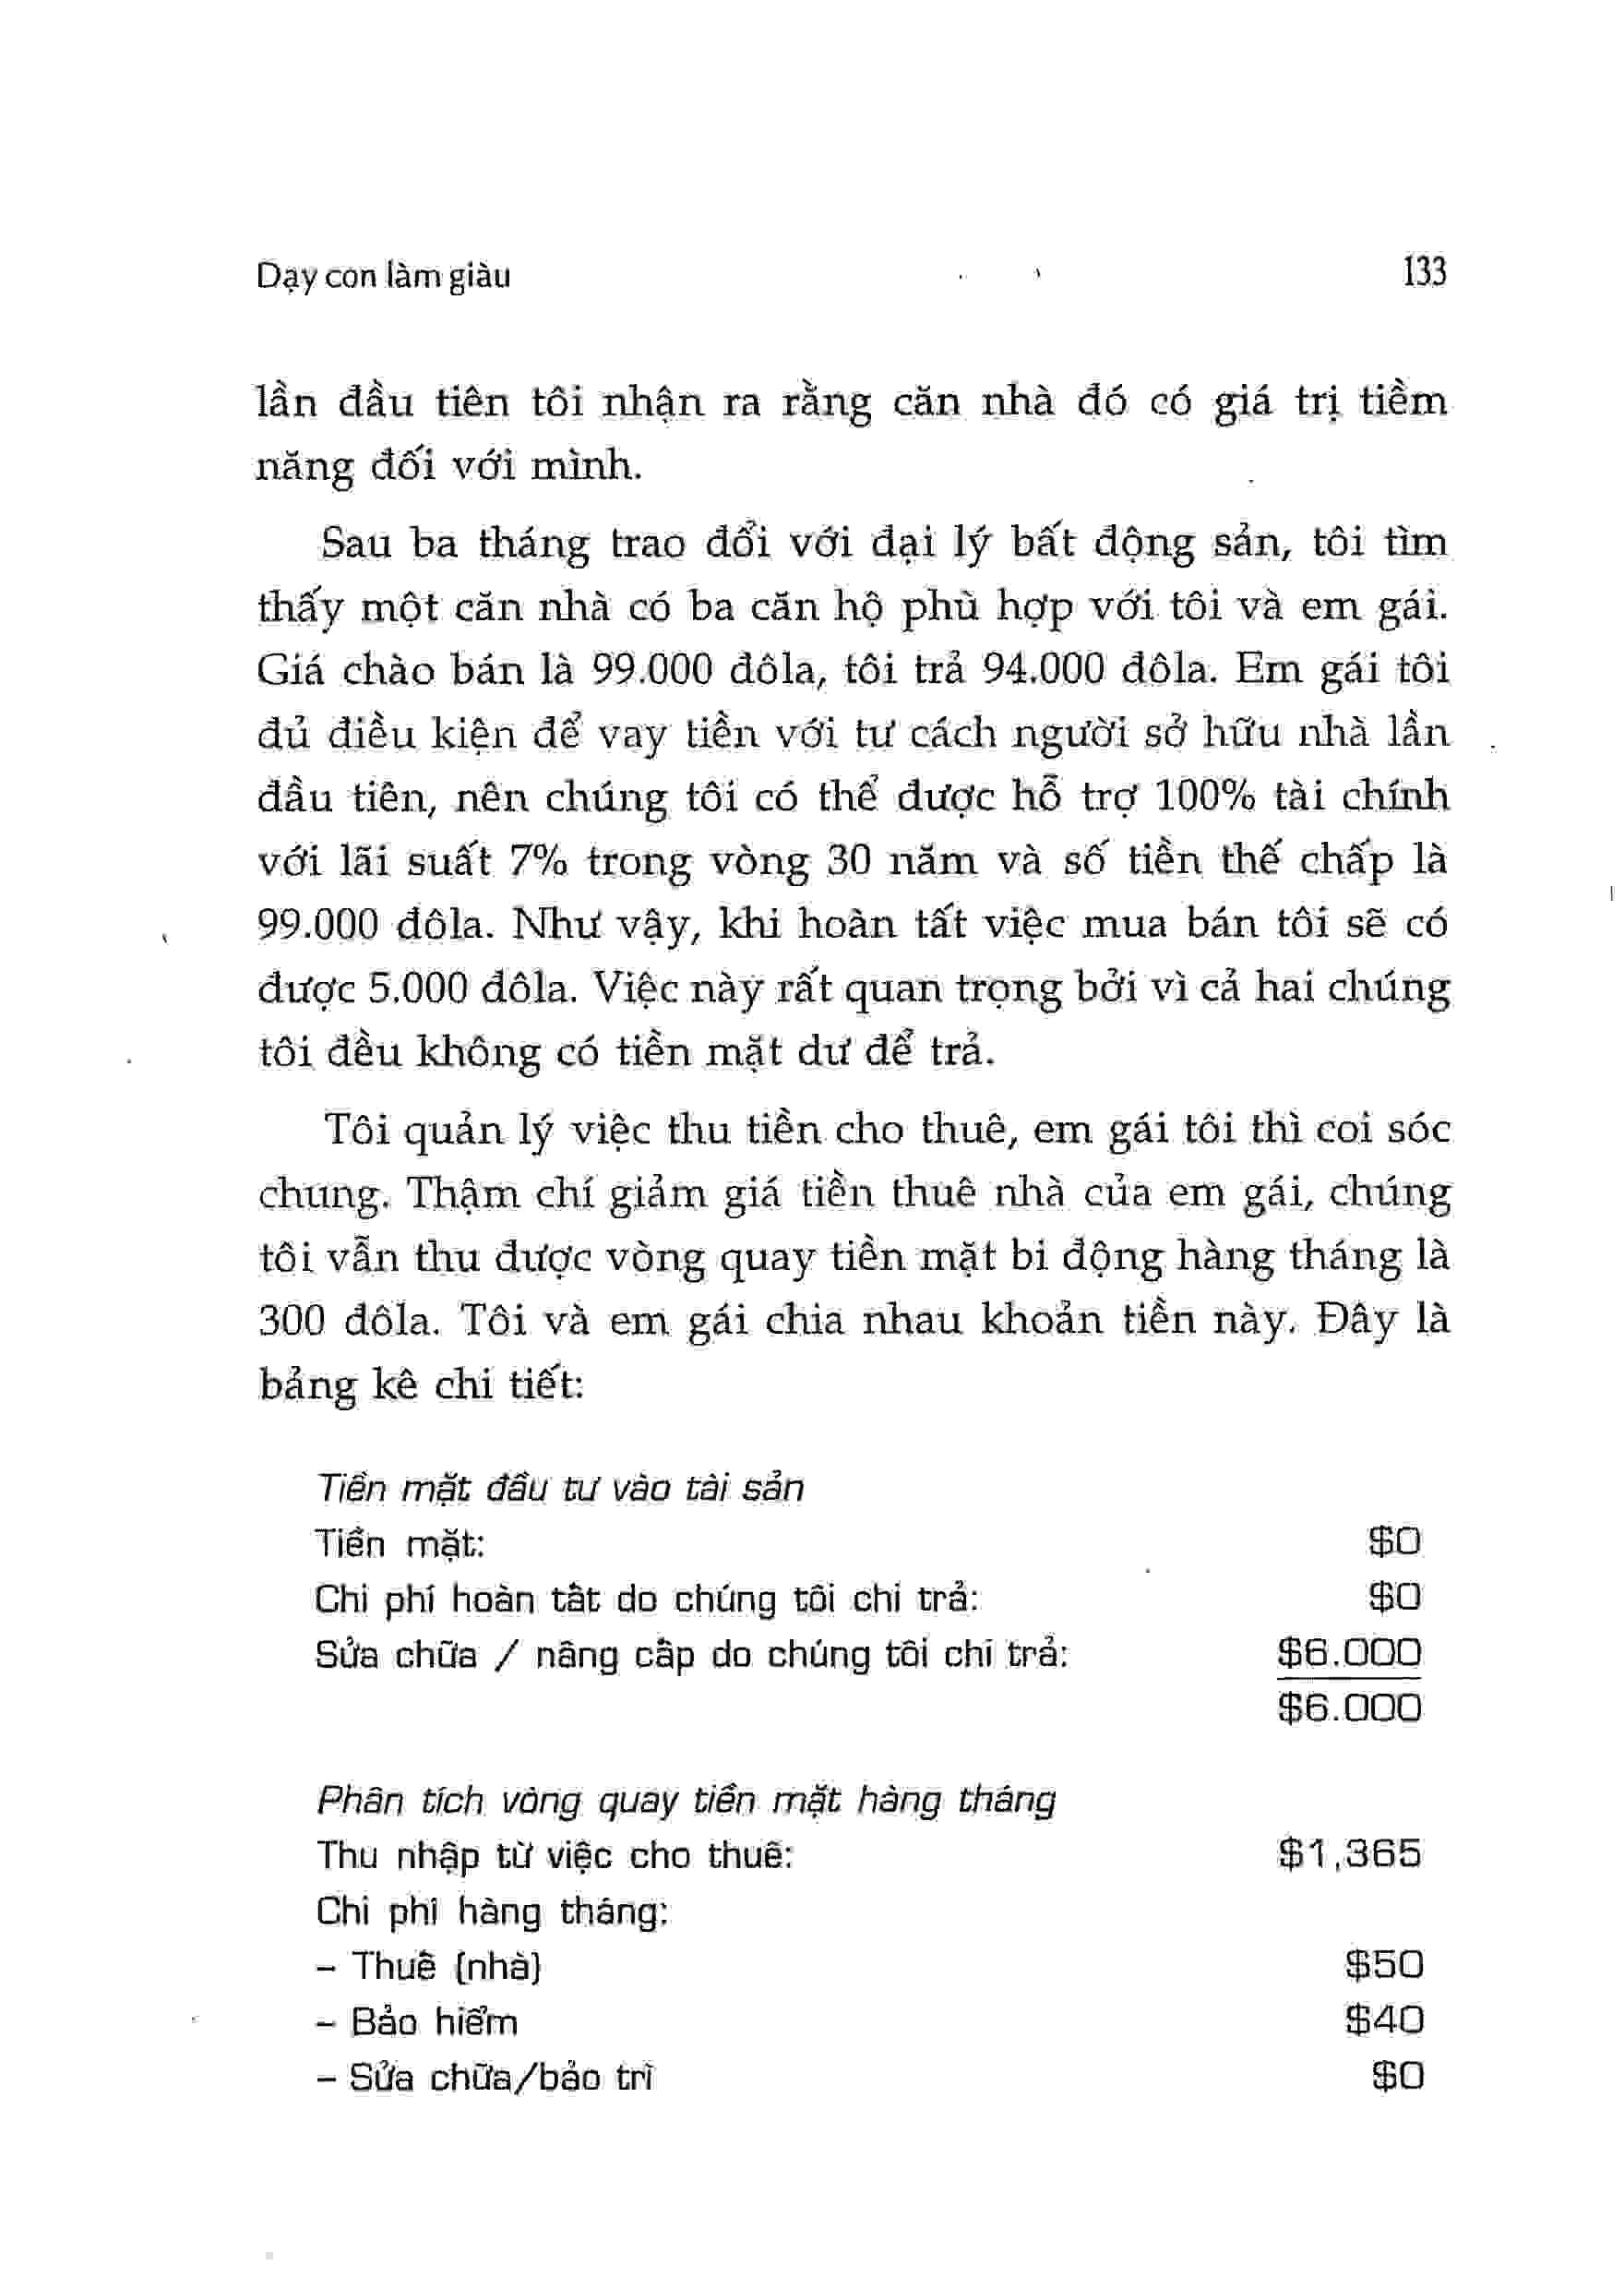 Dạy con làm giàu 133
lần đầu tiên tôi nhận ra rằng căn nhà đó có giá trị tiềm
năng đối với mình.
Sau ba tháng trao đổi với đại lý bất động sản, tôi tìm
thấy một căn nhà có ba căn hộ phù hợp với tôi và em gái.
Giá chào bán là 99.000 đôla, tôi trả 94.000 đôla. Em gái tôi
đủ điều kiện để vay tiền với tư cách người sở hữu nhà lần
đầu tiên, nên chúng tôi có thể được hỗ trợ 100% tài chính
với lãi suất 7% trong vòng 30 năm và số tiền thế chấp là
99.000 đôla. Như vậy, khi hoàn tất việc mua bán tôi sẽ có
được 5.000 đôla. Việc này rất quan trọng bởi vì cả hai chúng
tôi đều không có tiền mặt dư để trả.
Tôi quản lý việc thu tiền cho thuê, em gái tôi thì coi sóc
chung. Thậm chí giảm giá tiền thuê nhà của em gái, chúng
tôi vẫn thu được vòng quay tiền mặt bi động hàng tháng là
300 đôla. Tôi và em gái chia nhau khoản tiền này. Đây là
bảng kê chi tiết:
Tiền mặt đầu tư vào tài sản
Tiền mặt: $0
Chi phí hoàn tất do chúng tôi chi trả: $0
Sửa chữa / nâng cấp do chúng tôi chi trả: $6.000
$6.000
Phân tích vòng quay tiền mặt hàng tháng
Thu nhập từ việc cho thuê: $1,365
Chi phí hàng tháng:
– Thuế (nhà) $50
– Bảo hiểm $40
– Sửa chữa/bảo trì $0